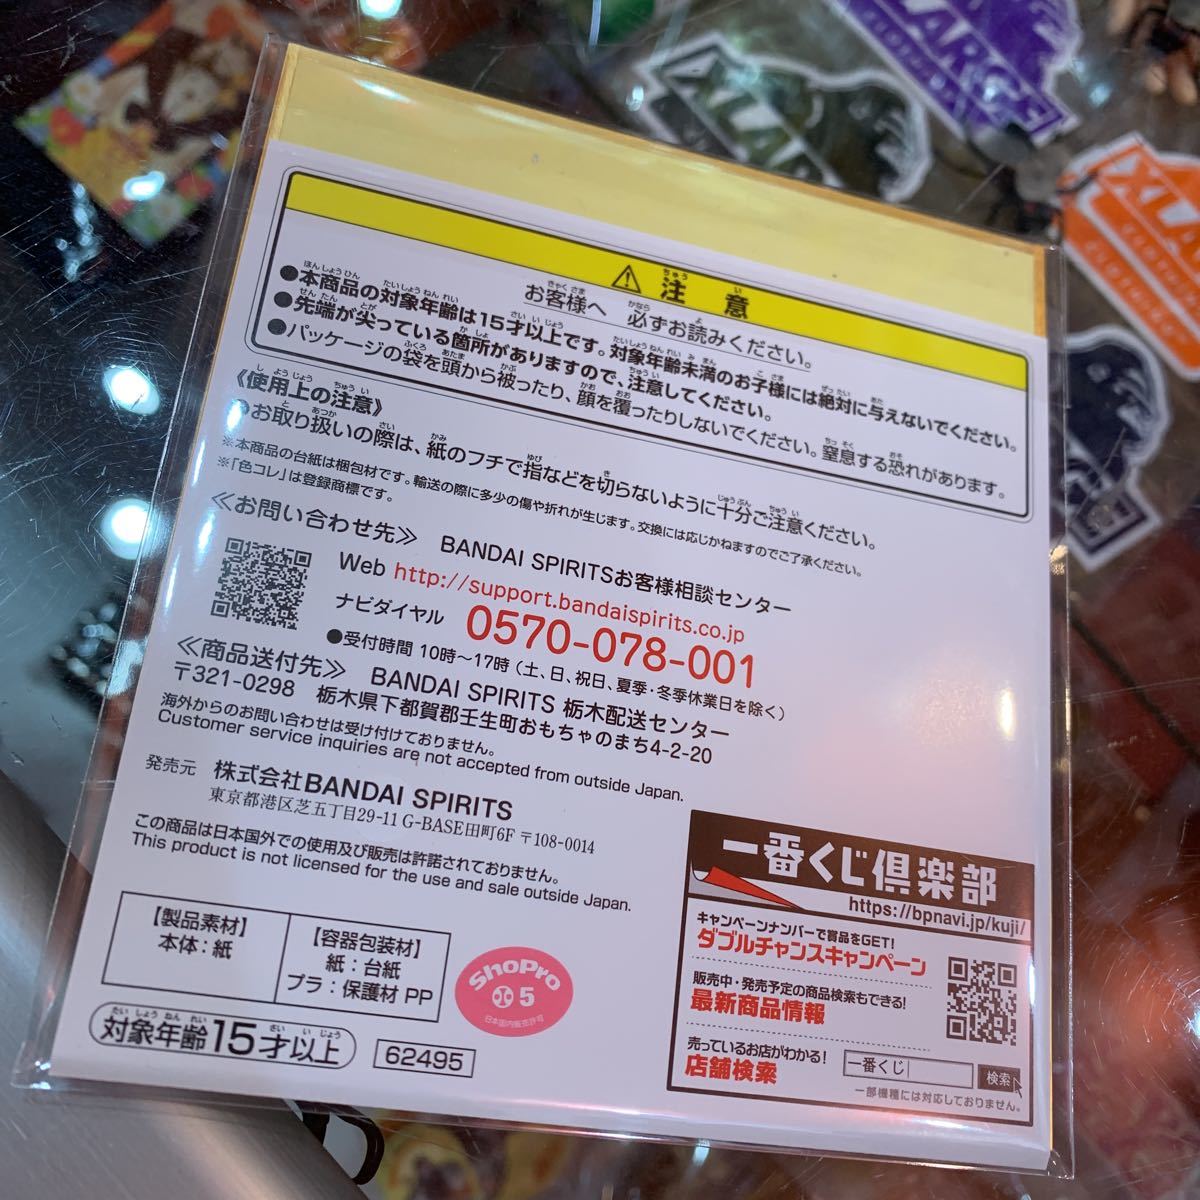 注意
お客様へ 必ずお読みください。
●本商品の対象年齢は15才以上です。対象年齢未満のお子様には絶対に与えないでください。
●先端が尖っている箇所がありますので、注意してください。
●パッケージの袋を頭から被ったり、顔を覆ったりしないでください。窒息する恐れがあります。
《使用上の注意》
●お取り扱いの際は、紙のフチで指などを切らないように十分ご注意ください。
※本商品の台紙は梱包材です。輸送の際に多少の傷や折れが生じます。交換には応じかねますのでご了承ください。
※「色コレ」は登録商標です。
≪お問い合わせ先≫ BANDAI SPIRITSお客様相談センター
Web http://support.bandaispirits.co.jp
ナビダイヤル 0570-078-001
●受付時間 10時〜17時 (土、日、祝日、夏季・冬季休業日を除く)
≪商品送付先≫ BANDAI SPIRITS 栃木配送センター
〒321-0298 栃木県下都賀郡壬生町おもちゃのまち4-2-20
海外からのお問い合わせは受け付けておりません。
Customer service inquiries are not accepted from outside Japan.
発売元 株式会社BANDAI SPIRITS
東京都港区芝五丁目29-11 G-BASE田町6F 〒108-0014
この商品は日本国外での使用及び販売は許諾されておりません。
This product is not licensed for the use and sale outside Japan.
【製品素材】
本体：紙
【容器包装材】
紙：台紙
プラ：保護材 PP
対象年齢15才以上
62495
ShoPro
5
日本国内販売許可
一番くじ倶楽部
https://bpnavi.jp/kuji/
キャンペーンナンバーで賞品をGET!
ダブルチャンスキャンペーン
販売中・発売予定の商品検索もできる!
最新商品情報
売っているお店がわかる!
店舗検索
一番くじ
検索
一部機種には対応しておりません。
XLARGE